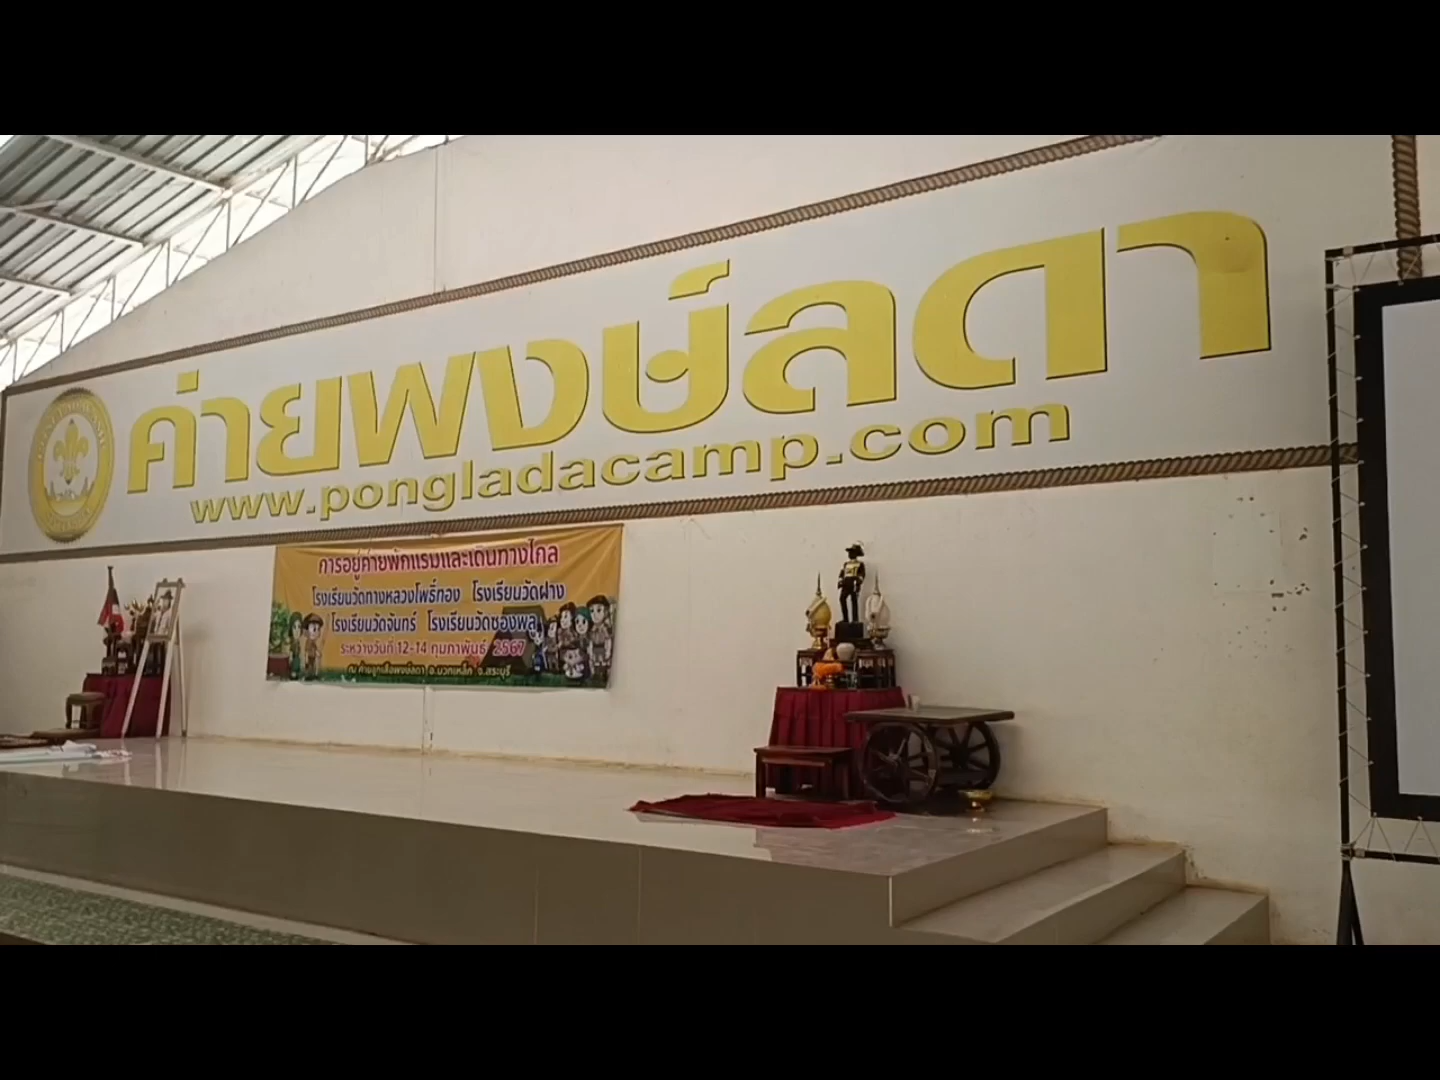 ค่ายพงษ์ลดา
www.pongladacamp.com
การอยู่ค่ายพักแรมและเดินทางไกล
โรงเรียนวัดทางหลวงโพธิ์ทอง โรงเรียนวัดฝาง
โรงเรียนวัดจันทร์ โรงเรียนวัดซองพลู
ระหว่างวันที่ 12-14 กุมภาพันธ์ 2567
ณ ค่ายลูกเสือพงษ์ลดา อ.มวกเหล็ก จ.สระบุรี